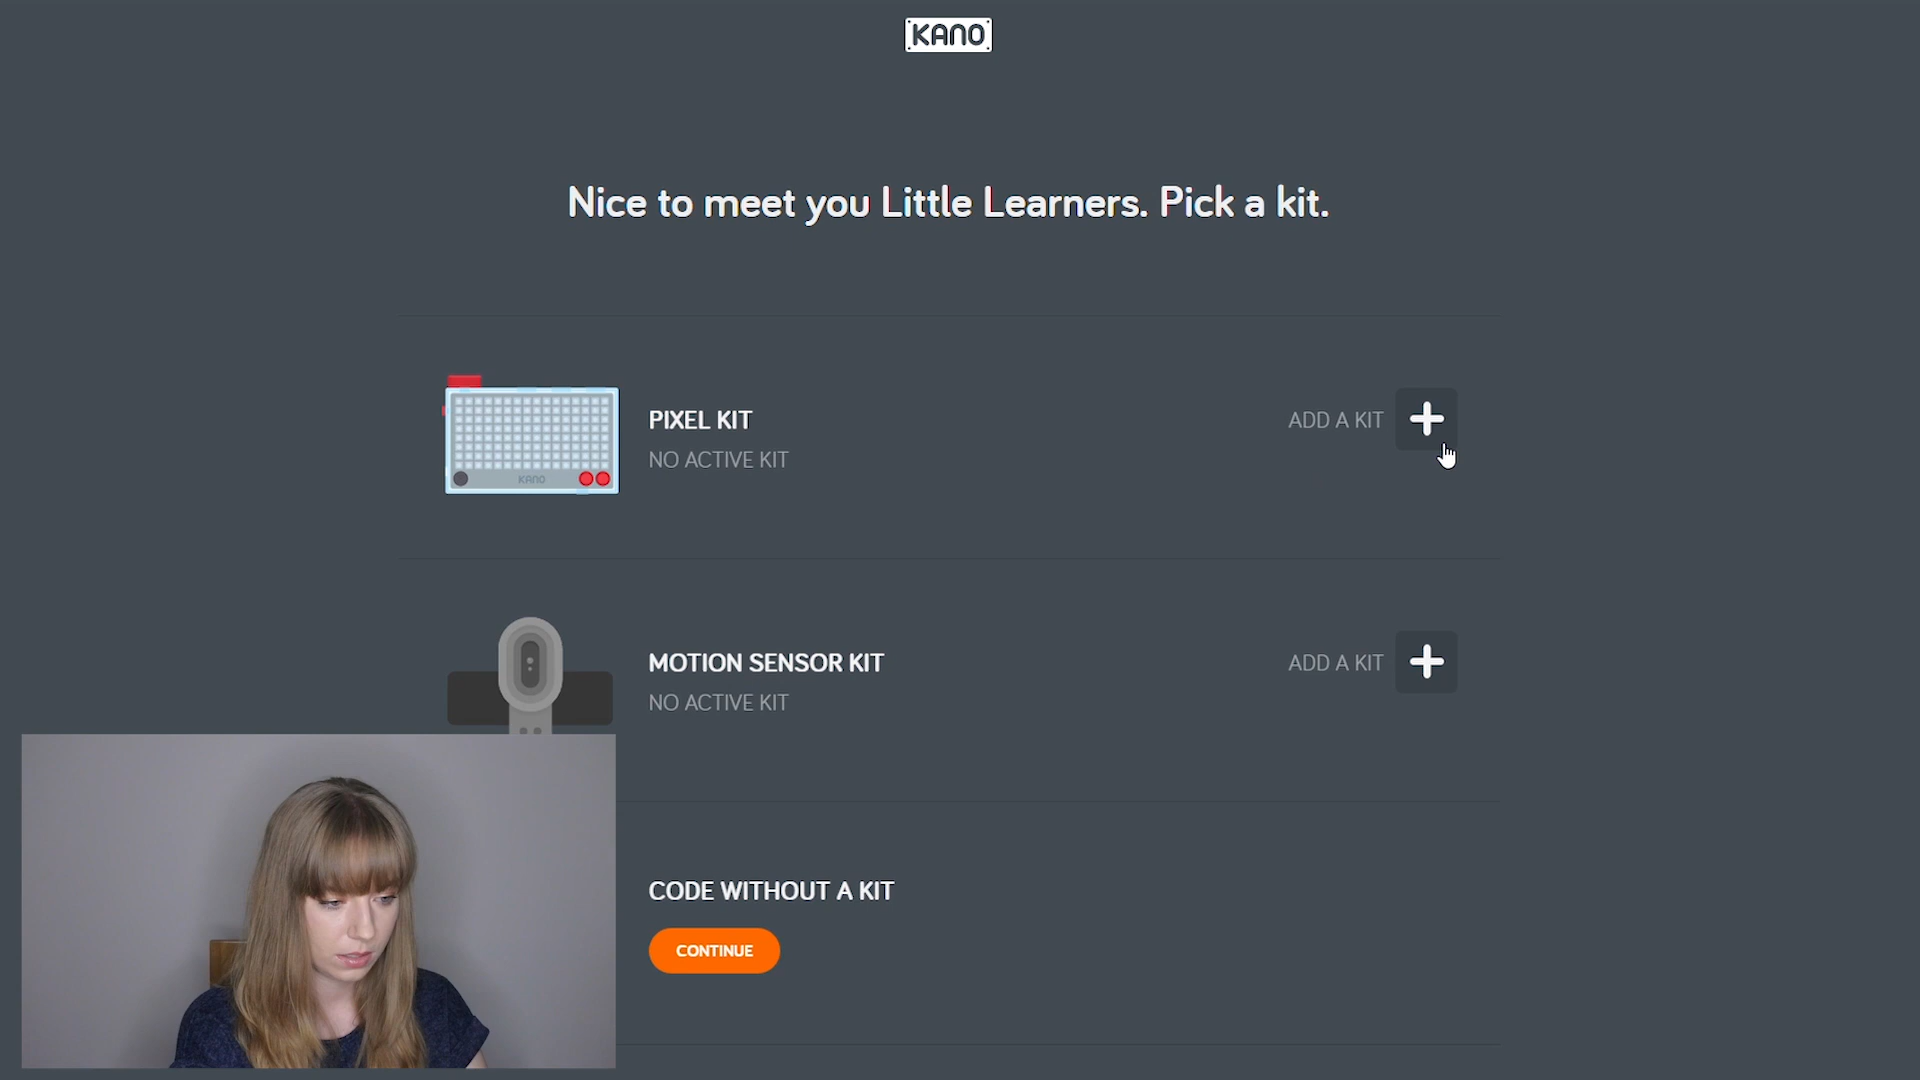 KANO
Nice to meet you Little Learners. Pick a kit.
PIXEL KIT
NO ACTIVE KIT
ADD A KIT
KANO
MOTION SENSOR KIT
NO ACTIVE KIT
ADD A KIT
CODE WITHOUT A KIT
CONTINUE